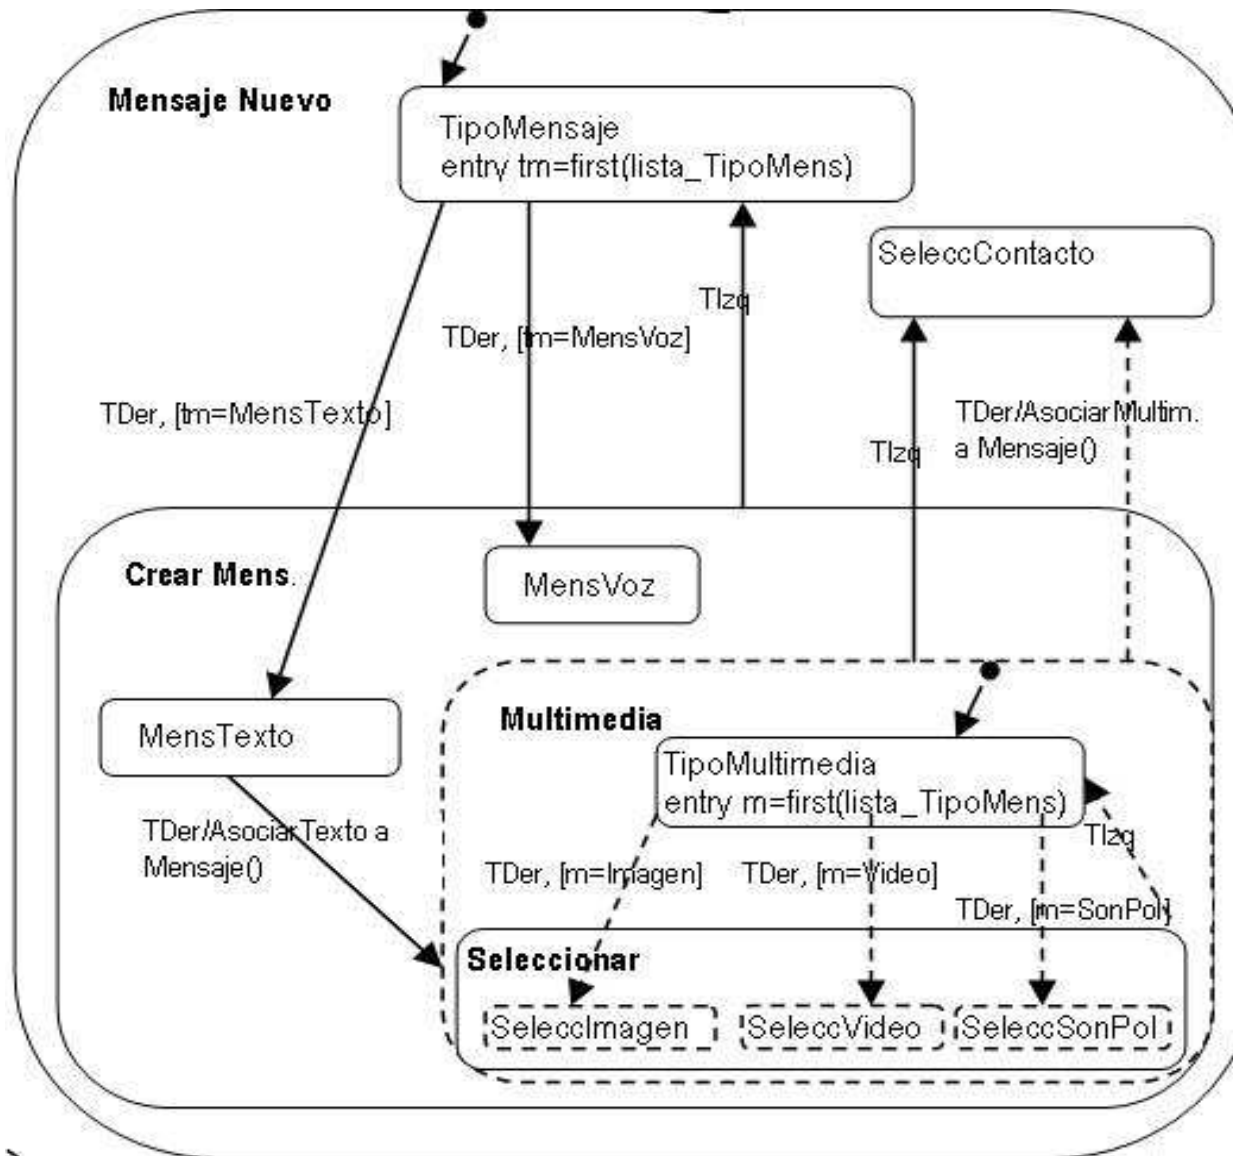 Mensaje Nuevo
TipoMensaje
entry tm=first(lista_TipoMens)
SeleccContacto
TIzq
TDer, [tm=MensVoz]
TDer, [tm=MensTexto]
TDer/AsociarMultim.
a Mensaje()
TIzq
Crear Mens.
MensVoz
Multimedia
MensTexto
TipoMultimedia
entry m=first(lista_TipoMens)
TDer/AsociarTexto a
Mensaje()
TIzq
TDer, [m=Imagen]
TDer, [m=Video]
TDer, [m=SonPol]
Seleccionar
SeleccImagen
SeleccVideo
SeleccSonPol